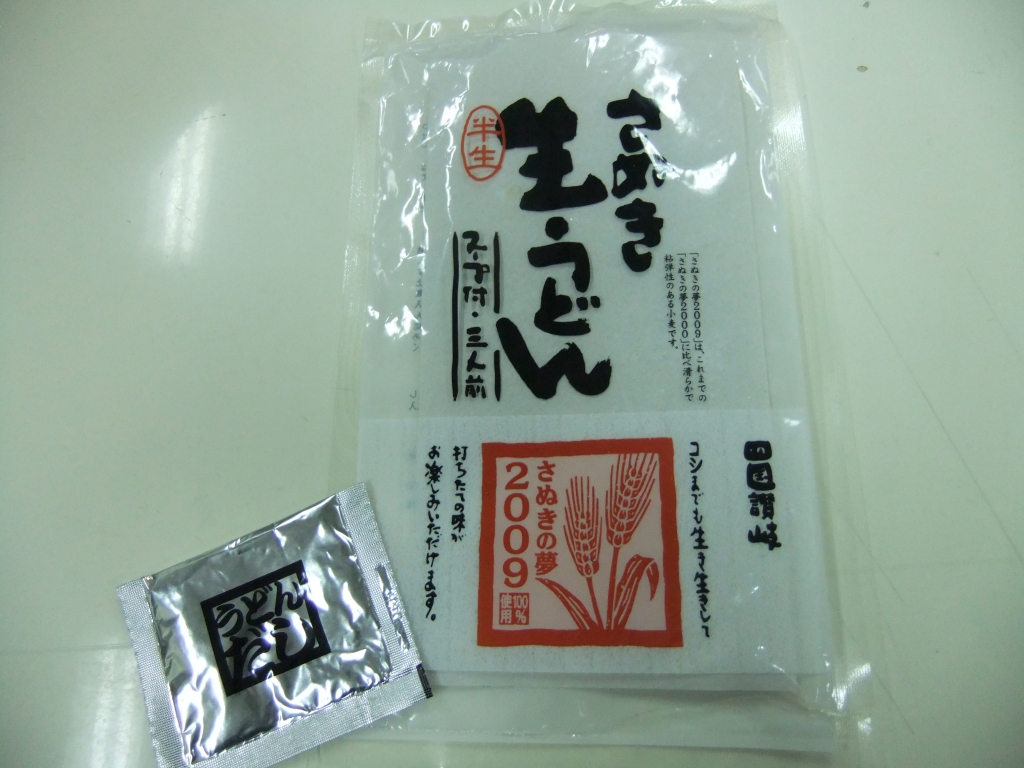 さぬき
生うどん
半生
スープ付・三人前
「さぬきの夢2009」は、これまでの
「さぬきの夢2000」に比べ滑らかで
粘弾性のある小麦です。
四国讃岐
コシまでも生き生きして
さぬきの夢
2009
100%
使用
打ちたての味が
お楽しみいただけます。
うどん
だし